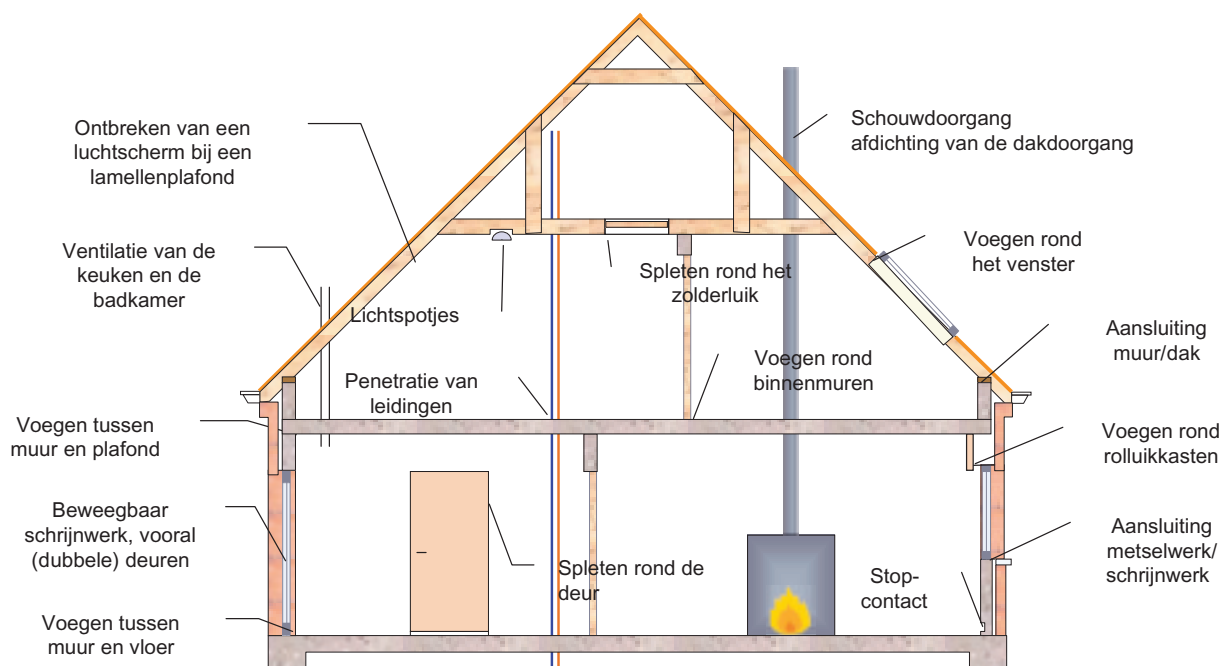 Ontbreken van een
luchtscherm bij een
lamellenplafond
Schouwdoorgang
afdichting van de dakdoorgang
Ventilatie van de
keuken en de
badkamer
Lichtspotjes
Spleten rond het
zolderluik
Voegen rond
het venster
Aansluiting
muur/dak
Penetratie van
leidingen
Voegen rond
binnenmuren
Voegen tussen
muur en plafond
Voegen rond
rolluikkasten
Beweegbaar
schrijnwerk, vooral
(dubbele) deuren
Spleten rond de
deur
Stop-
contact
Aansluiting
metselwerk/
schrijnwerk
Voegen tussen
muur en vloer